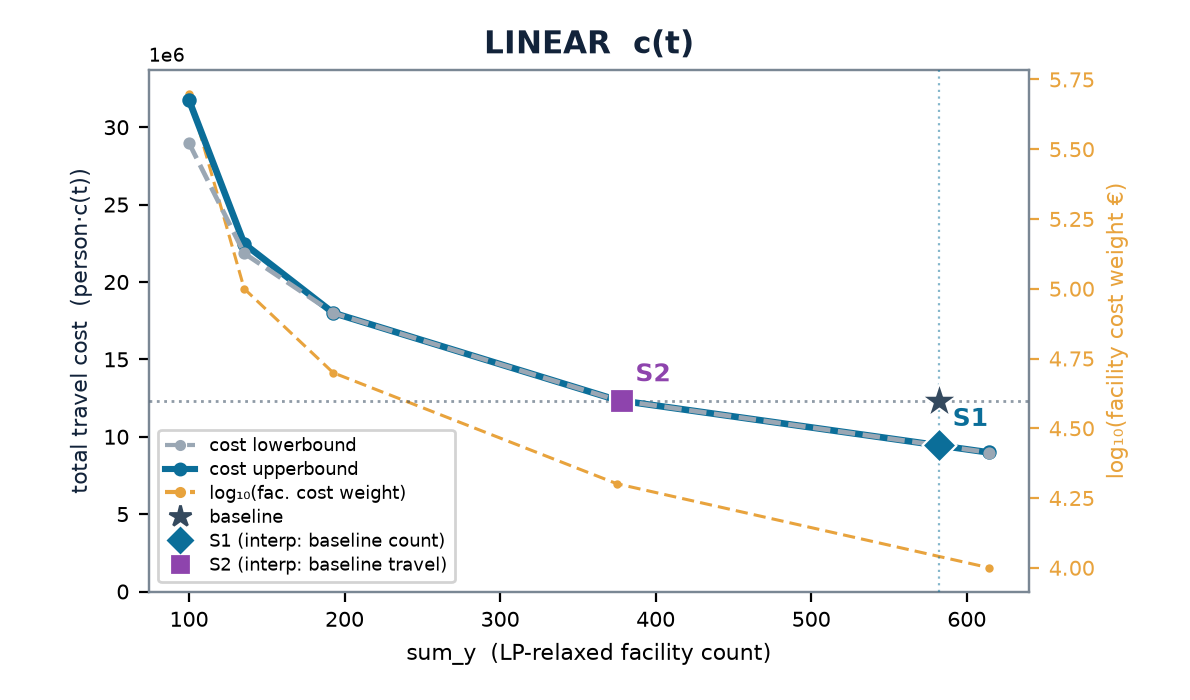 LINEAR c(t)
1e6
30
25
20
15
10
5
0
total travel cost (person·c(t))
5.75
5.50
5.25
5.00
4.75
4.50
4.25
4.00
log₁₀(facility cost weight €)
S2
S1
cost lowerbound
cost upperbound
log₁₀(fac. cost weight)
baseline
S1 (interp: baseline count)
S2 (interp: baseline travel)
100 200 300 400 500 600
sum_y (LP-relaxed facility count)